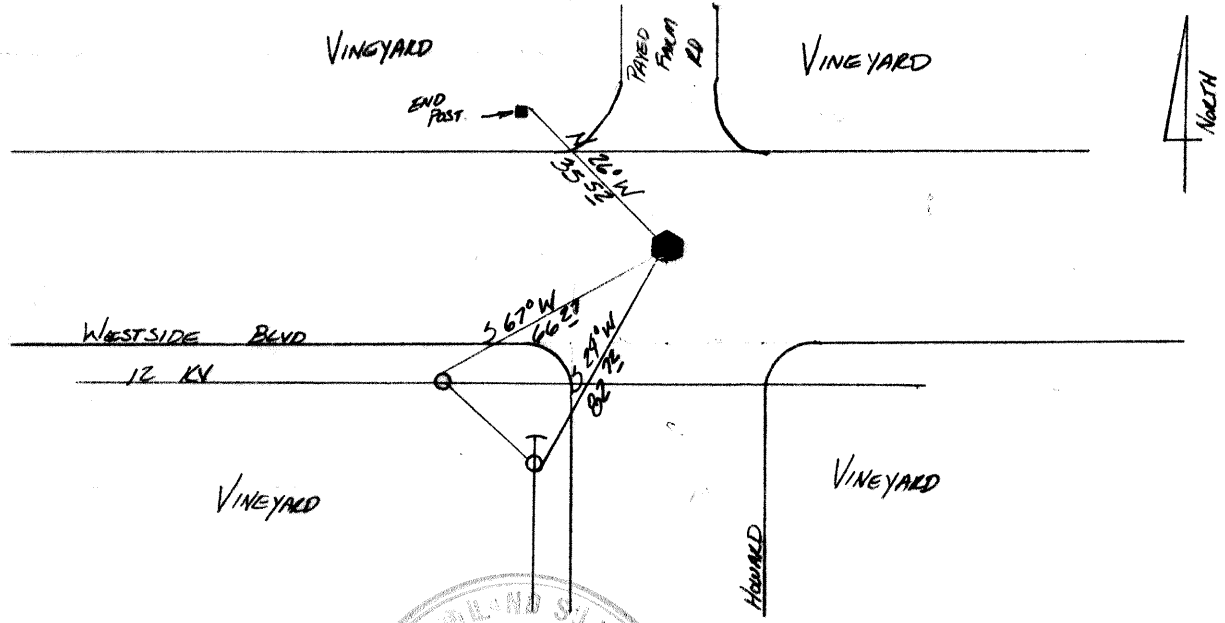 VINEYARD
PAVED
FARM
RD
VINEYARD
NORTH
END
POST.
N 26° W
35 52
S 67° W
66 27
S 29° W
82 72
WESTSIDE BLVD
12 KV
VINEYARD
VINEYARD
HOWARD